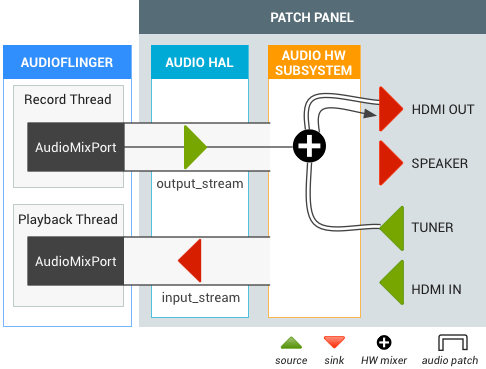 PATCH PANEL
AUDIOFLINGER
AUDIO HAL
AUDIO HW
SUBSYSTEM
Record Thread
AudioMixPort
output_stream
Playback Thread
AudioMixPort
input_stream
HDMI OUT
SPEAKER
TUNER
HDMI IN
source
sink
HW mixer
audio patch